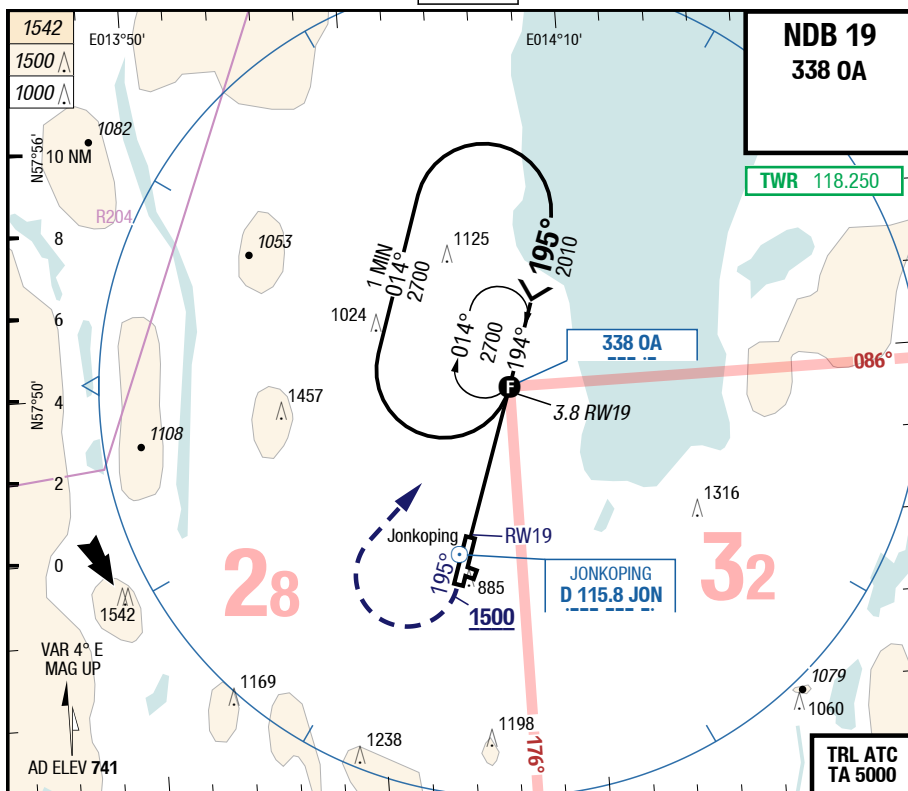 1542
1500
1000
E013°50'
E014°10'
NDB 19
338 OA
TWR 118.250
N57°56'
10 NM
1082
R204
8
1053
1125
1 MIN
014°
2700
195°
2010
6
1024
014°
2700
194°
338 OA
086°
F
3.8 RW19
N57°50'
4
1457
1108
2
1316
Jonkoping
RW19
0
28
195°
885
JONKOPING
D 115.8 JON
32
1542
1500
VAR 4° E
MAG UP
1079
1060
1169
1198
1238
176°
AD ELEV 741
TRL ATC
TA 5000